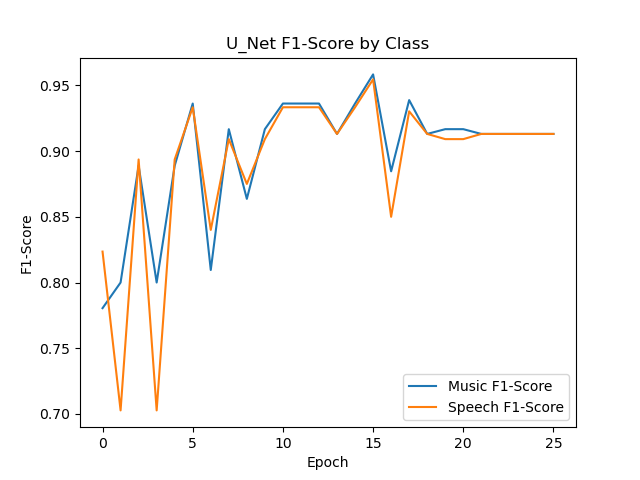 U_Net F1-Score by Class
F1-Score
0.95
0.90
0.85
0.80
0.75
0.70
Music F1-Score
Speech F1-Score
0 5 10 15 20 25
Epoch